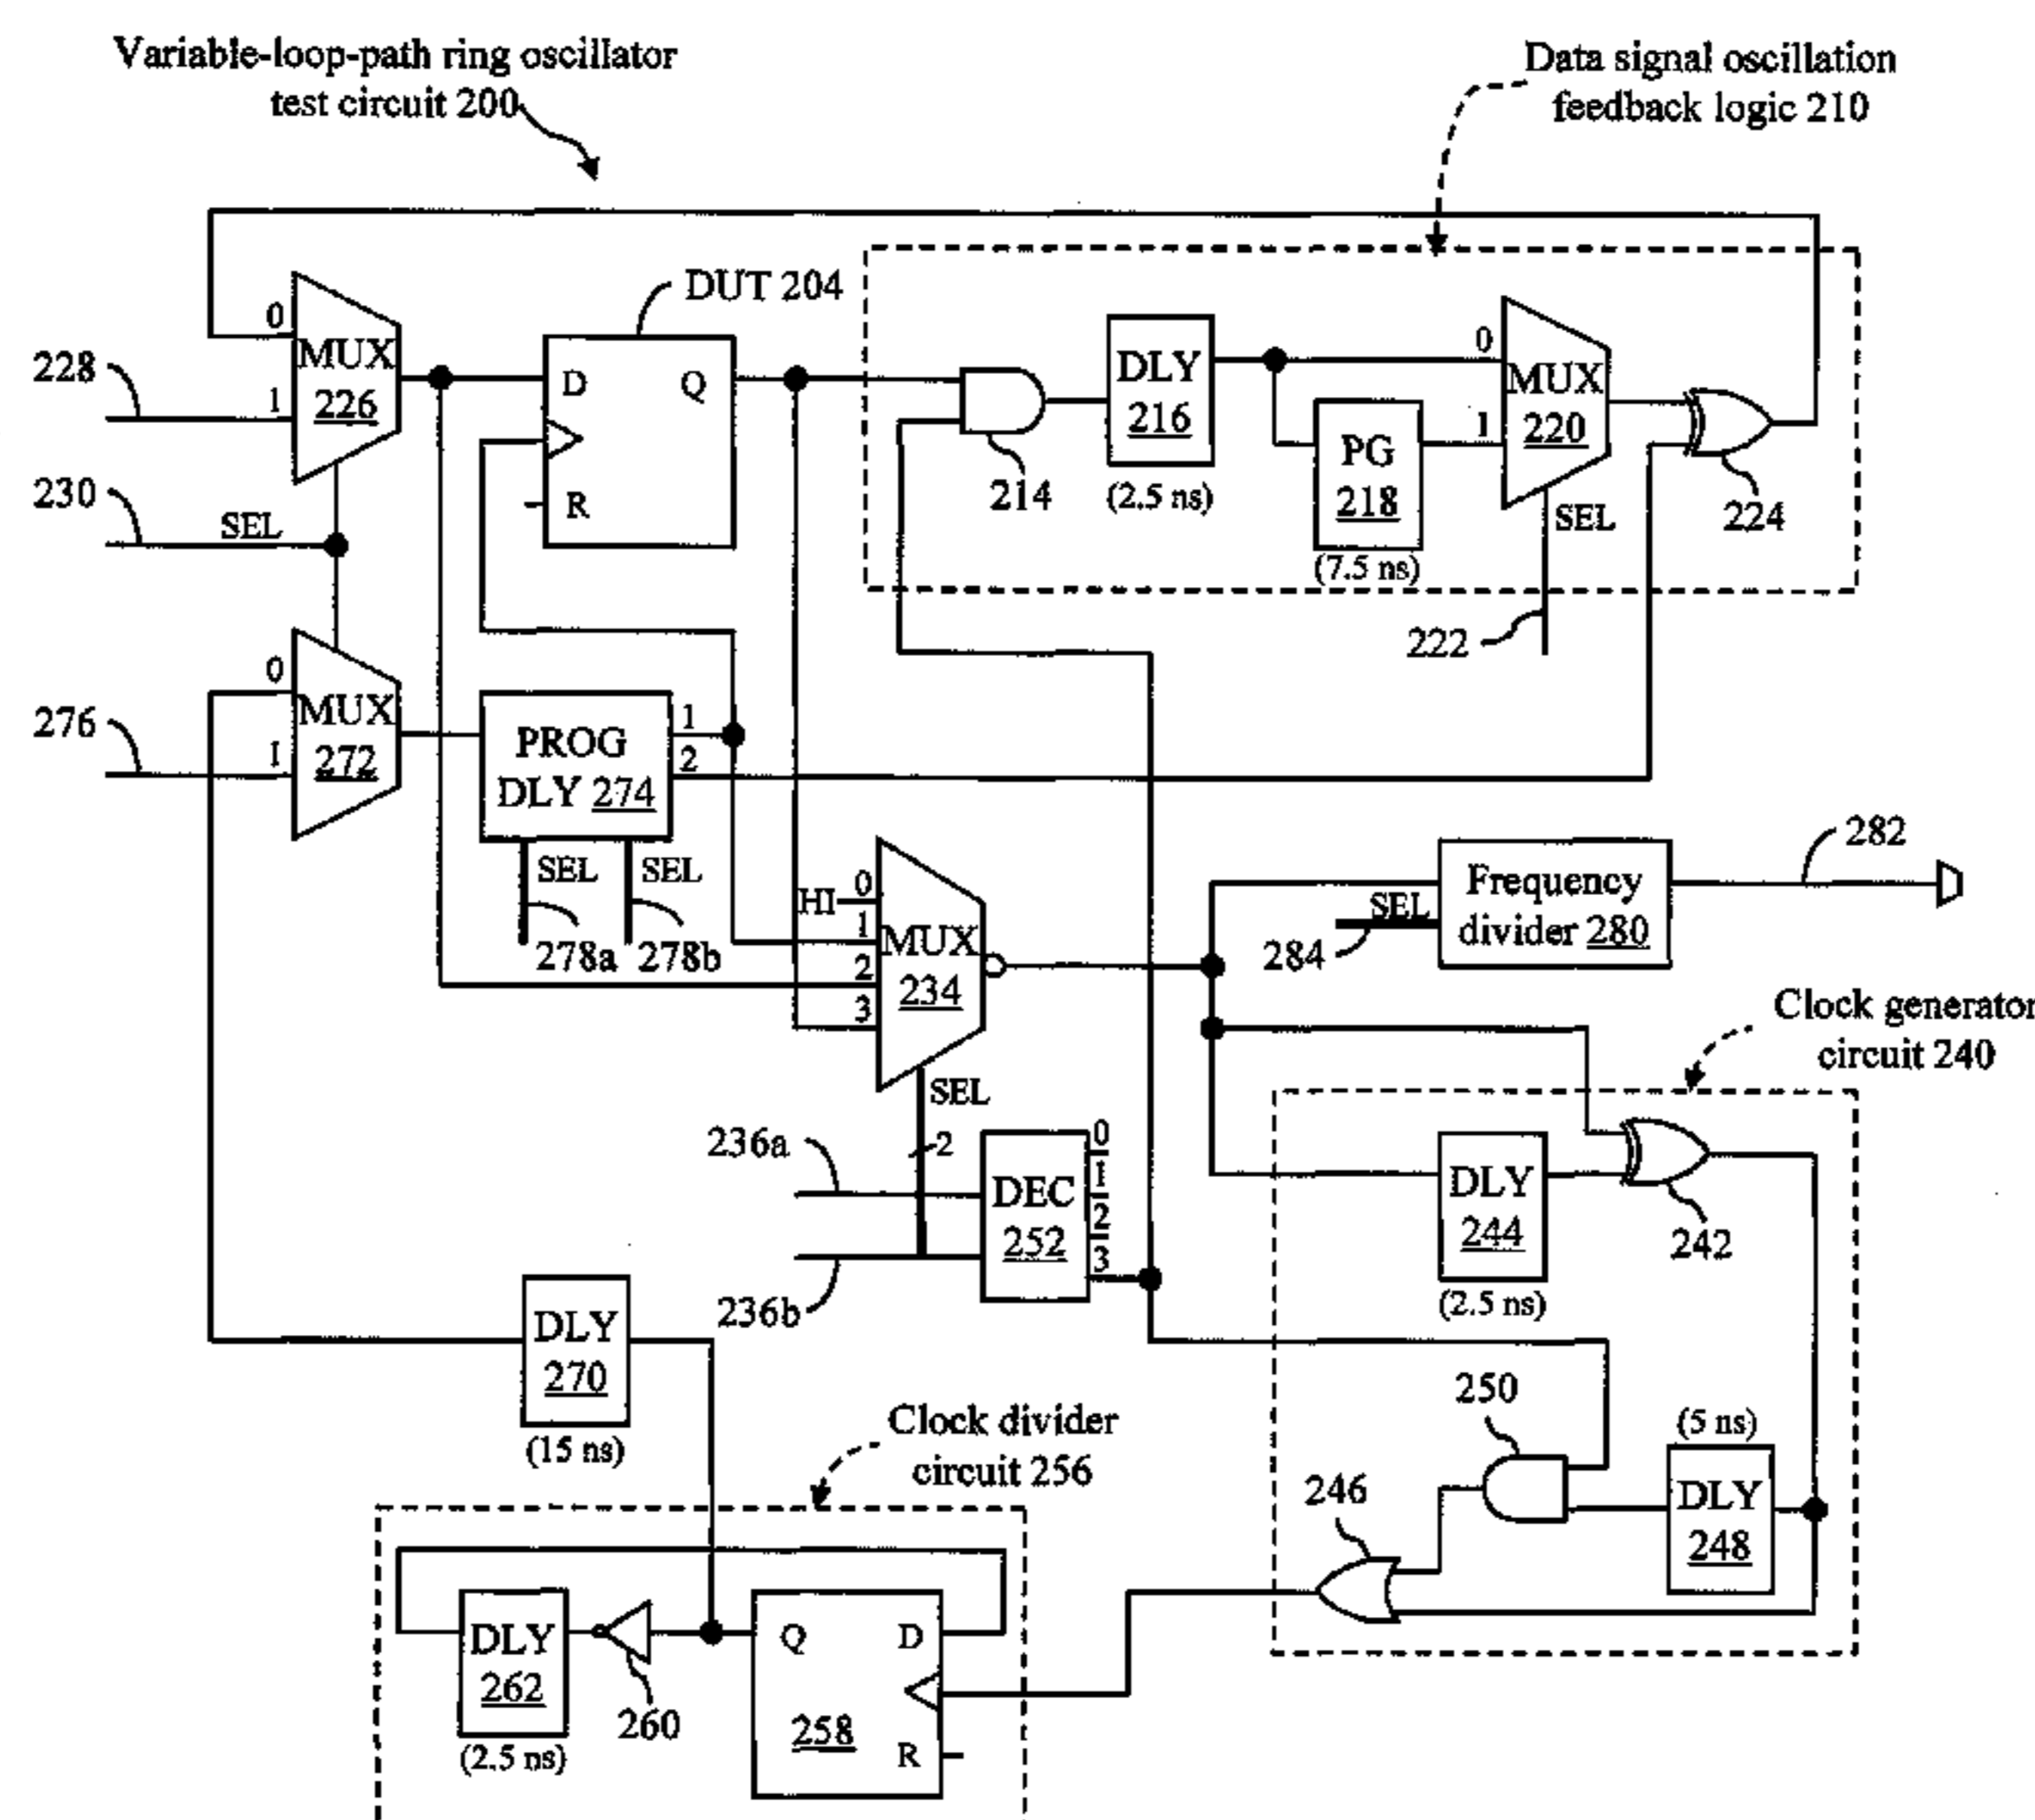 Variable-loop-path ring oscillator
test circuit 200
Data signal oscillation
feedback logic 210
DUT 204
0
MUX
226
1
228
230
SEL
D
Q
R
214
DLY
216
(2.5 ns)
PG
218
(7.5 ns)
0
MUX
220
1
SEL
222
224
0
MUX
272
1
276
PROG
DLY 274
1
2
SEL
SEL
278a
278b
HI
0
1
2
3
MUX
234
SEL
2
Frequency
divider 280
SEL
284
282
Clock generator
circuit 240
236a
236b
DEC
252
0
1
2
3
DLY
244
(2.5 ns)
242
DLY
270
(15 ns)
250
(5 ns)
DLY
248
246
Clock divider
circuit 256
DLY
262
(2.5 ns)
260
Q
D
258
R